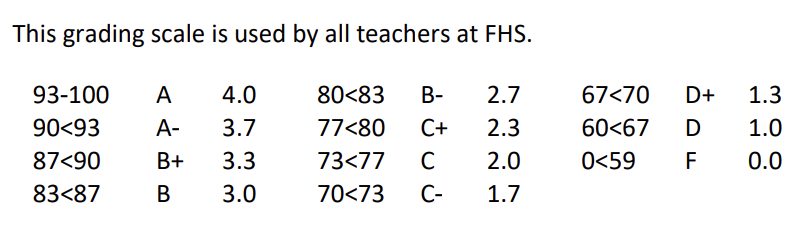 This grading scale is used by all teachers at FHS.
93-100 A 4.0 80<83 B- 2.7 67<70 D+ 1.3
90<93 A- 3.7 77<80 C+ 2.3 60<67 D 1.0
87<90 B+ 3.3 73<77 C 2.0 0<59 F 0.0
83<87 B 3.0 70<73 C- 1.7